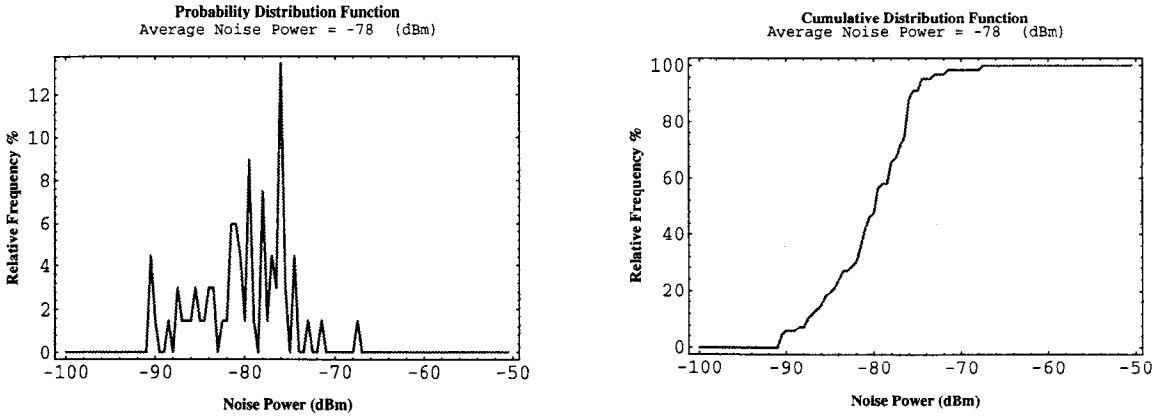 Probability Distribution Function
Average Noise Power = -78 (dBm)
12
10
8
6
4
2
0
Relative Frequency %
-100 -90 -80 -70 -60 -50
Noise Power (dBm)
Cumulative Distribution Function
Average Noise Power = -78 (dBm)
100
80
60
40
20
0
Relative Frequency %
-100 -90 -80 -70 -60 -50
Noise Power (dBm)